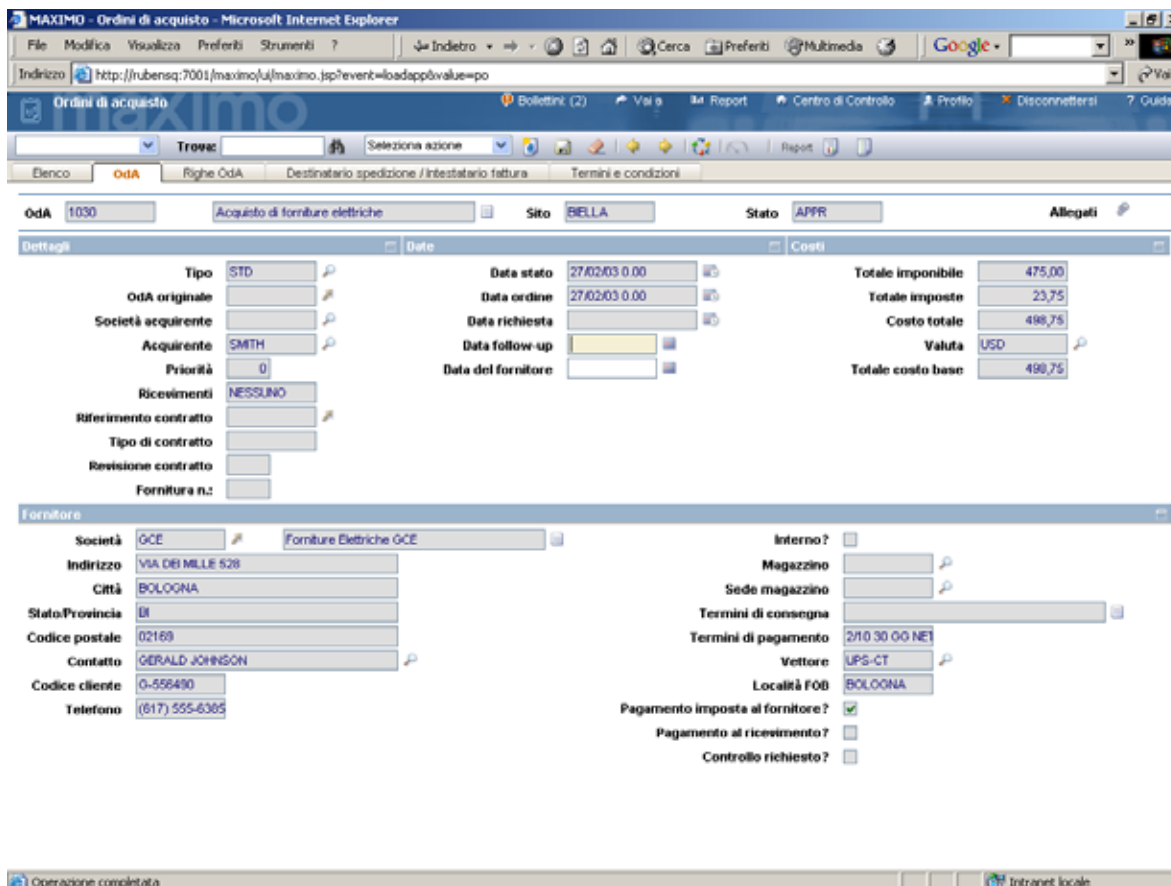 MAXIMO - Ordini di acquisto - Microsoft Internet Explorer
File Modifica Visualizza Preferiti Strumenti ? Indietro Cerca Preferiti Multimedia Google
Indirizzo http://rubensq:7001/maximo/ui/maximo.jsp?event=loadapp&value=po Vai
Ordini di acquisto Bollettini: (2) Vai a Report Centro di Controllo Profilo Disconnettersi ? Guida
maximo
Trova: Seleziona azione Report
Elenco OdA Righe OdA Destinatario spedizione / Intestatario fattura Termini e condizioni
OdA 1030 Acquisto di forniture elettriche Sito BIELLA Stato APPR Allegati
Dettagli Date Costi
Tipo STD Data stato 27/02/03 0.00 Totale imponibile 475,00
OdA originale Data ordine 27/02/03 0.00 Totale imposte 23,75
Società acquirente Data richiesta Costo totale 498,75
Acquirente SMITH Data follow-up Valuta USD
Priorità 0 Data del fornitore Totale costo base 498,75
Ricevimenti NESSUNO
Riferimento contratto
Tipo di contratto
Revisione contratto
Fornitura n.:
Fornitore
Società GCE Forniture Elettriche GCE Interno?
Indirizzo VIA DEI MILLE 528 Magazzino
Città BOLOGNA Sede magazzino
Stato/Provincia Termini di consegna
Codice postale 02169 Termini di pagamento 2/10 30 GG NET
Contatto GERALD JOHNSON Vettore UPS-CT
Codice cliente G-556490 Località FOB BOLOGNA
Telefono (617) 555-6385 Pagamento imposta al fornitore?
Pagamento al ricevimento?
Controllo richiesto?
Operazione completata Intranet locale